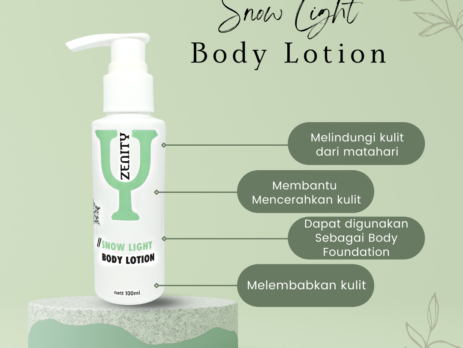 Snow Light
Body Lotion
ZENITY
//SNOW LIGHT
BODY LOTION
nett 100ml
Melindungi kulit
dari matahari
Membantu
Mencerahkan kulit
Dapat digunakan
Sebagai Body
Foundation
Melembabkan kulit